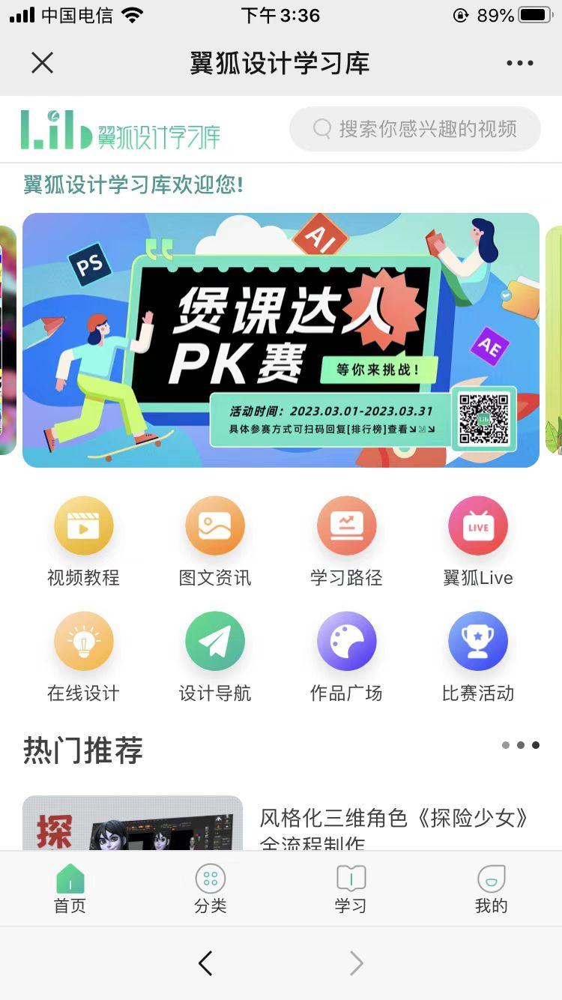 中国电信 下午3:36 89%
翼狐设计学习库
Lib 翼狐设计学习库
搜索你感兴趣的视频
翼狐设计学习库欢迎您!
PS
AI
煲课达人
PK赛
等你来挑战!
AE
活动时间：2023.03.01-2023.03.31
具体参赛方式可扫码回复[排行榜]查看
Lib
视频教程 图文资讯 学习路径 翼狐Live
LIVE
在线设计 设计导航 作品广场 比赛活动
热门推荐
探
风格化三维角色《探险少女》
全流程制作
首页 分类 学习 我的